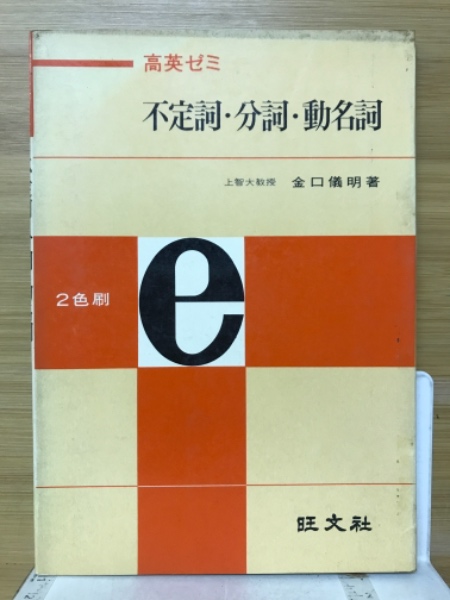 高英ゼミ
不定詞・分詞・動名詞
上智大教授 金口儀明著
2色刷
e
旺文社